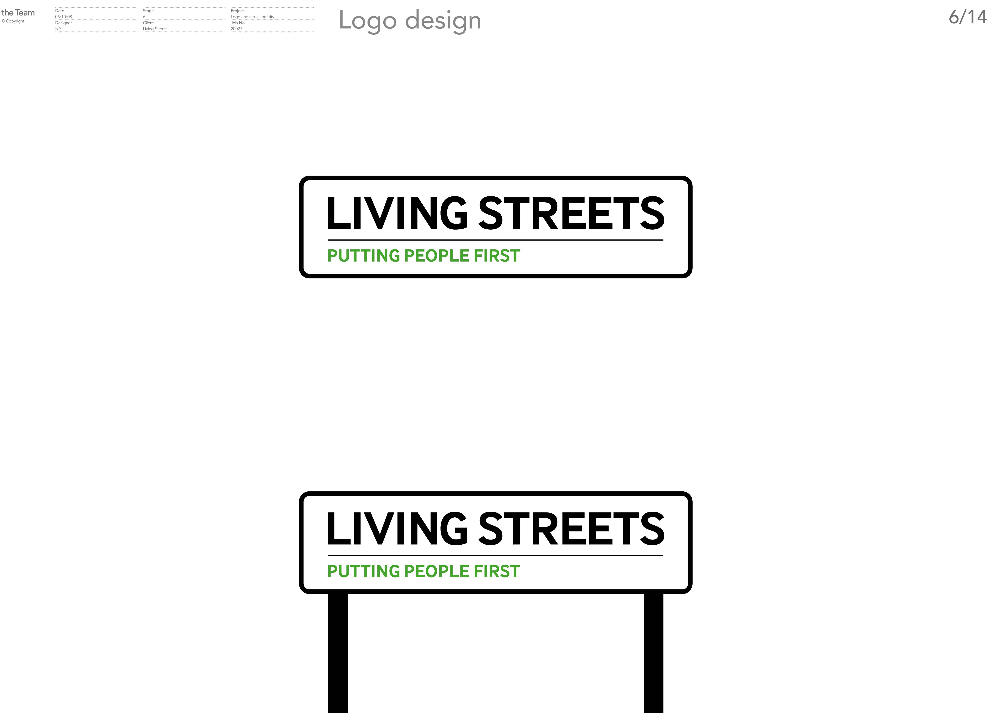 the Team
© Copyright
Date
06/10/08
Designer
NG
Stage
6
Client
Living Streets
Project
Logo and visual identity
Job No
20027
Logo design
6/14
LIVING STREETS
PUTTING PEOPLE FIRST
LIVING STREETS
PUTTING PEOPLE FIRST